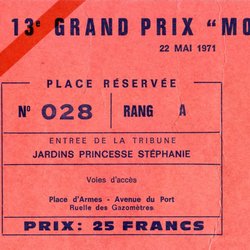 13e GRAND PRIX "MO
22 MAI 1971
PLACE RÉSERVÉE
No 028 RANG A
ENTREE DE LA TRIBUNE
JARDINS PRINCESSE STÉPHANIE
Voies d'accès
Place d'Armes - Avenue du Port
Ruelle des Gazomètres
PRIX: 25 FRANCS